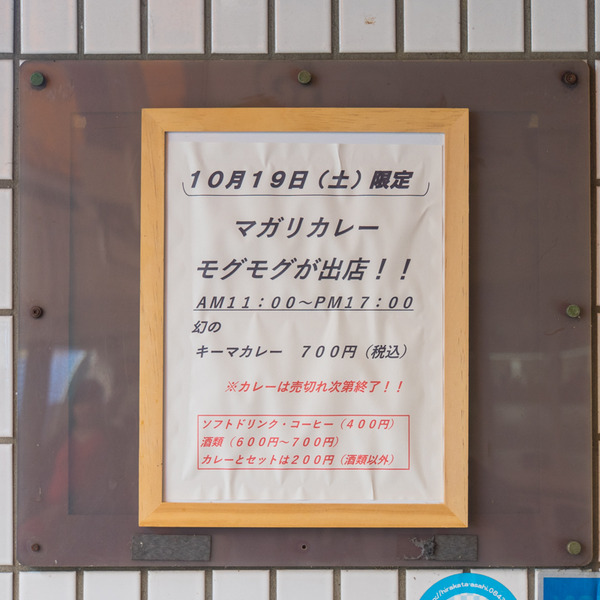 10月19日（土）限定
マガリカレー
モグモグが出店！！
AM11：00～PM17：00
幻の
キーマカレー　700円（税込）
※カレーは売切れ次第終了！！
ソフトドリンク・コーヒー（400円）
酒類（600円～700円）
カレーとセットは200円（酒類以外）